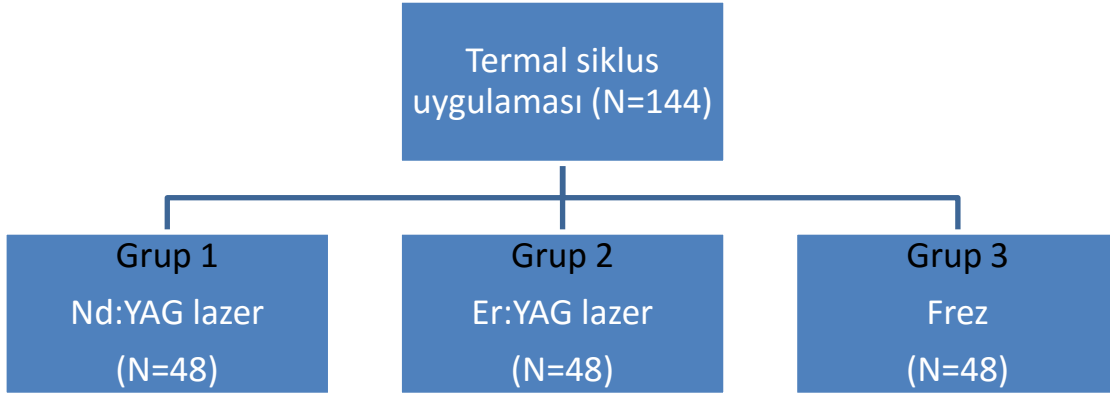 Termal siklus
uygulaması (N=144)
Grup 1
Nd:YAG lazer
(N=48)
Grup 2
Er:YAG lazer
(N=48)
Grup 3
Frez
(N=48)